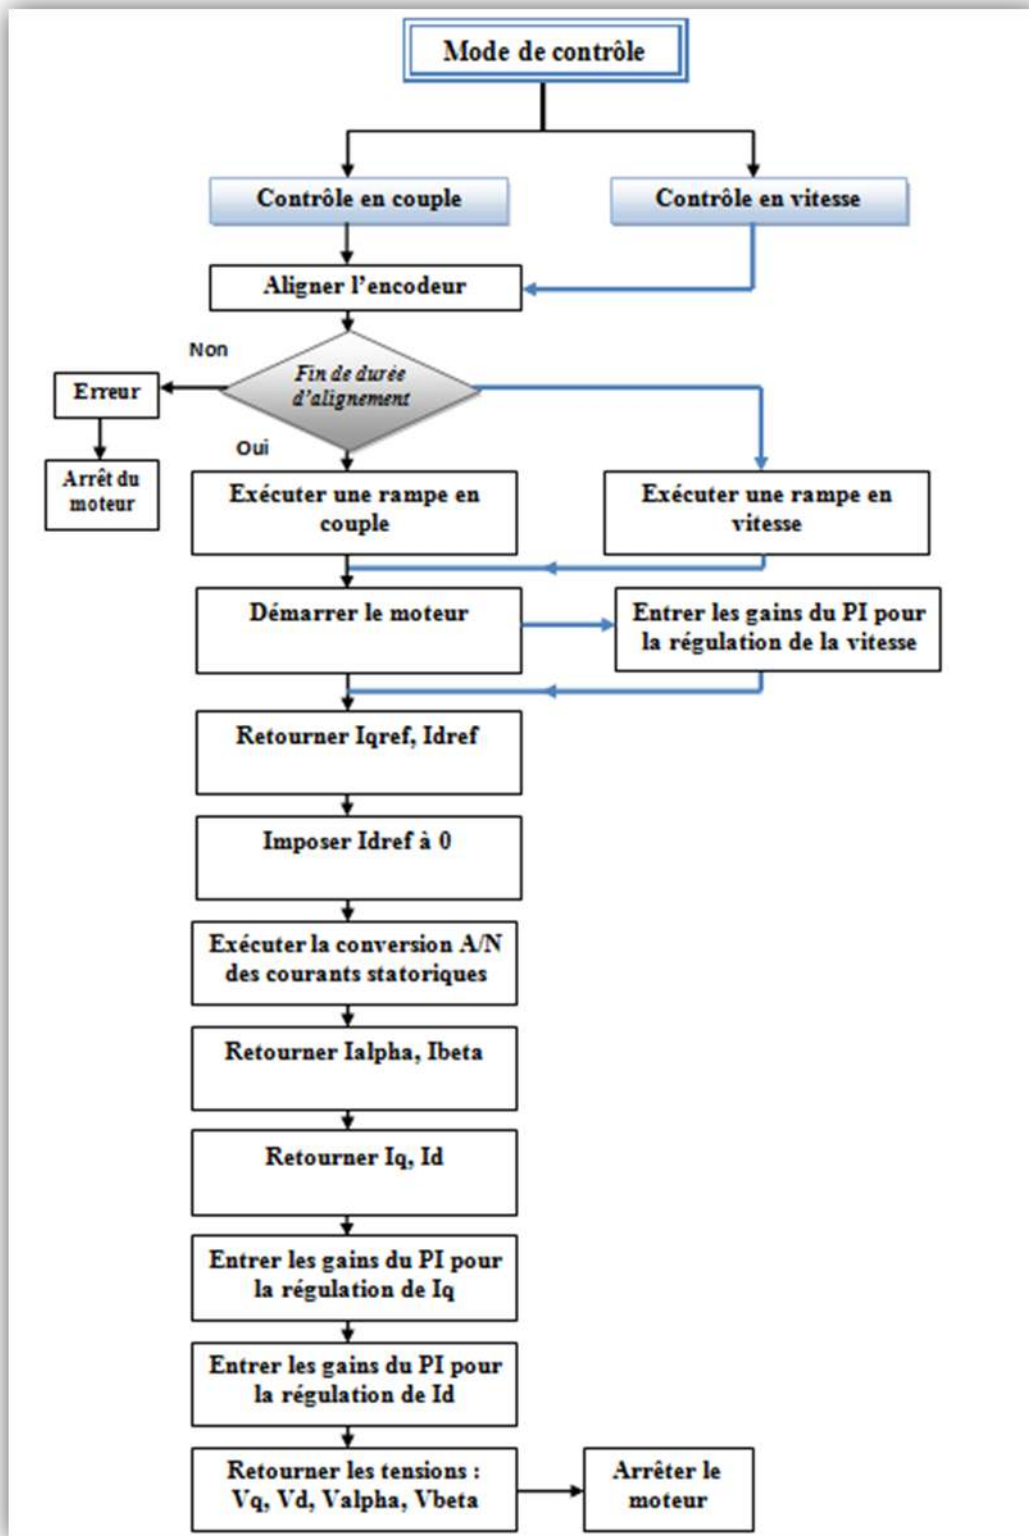 Mode de contrôle
Contrôle en couple
Contrôle en vitesse
Aligner l'encodeur
Non
Fin de durée
d'alignement
Erreur
Oui
Arrêt du
moteur
Exécuter une rampe en
couple
Exécuter une rampe en
vitesse
Démarrer le moteur
Entrer les gains du PI pour
la régulation de la vitesse
Retourner Iqref, Idref
Imposer Idref à 0
Exécuter la conversion A/N
des courants statoriques
Retourner Ialpha, Ibeta
Retourner Iq, Id
Entrer les gains du PI pour
la régulation de Iq
Entrer les gains du PI pour
la régulation de Id
Retourner les tensions :
Vq, Vd, Valpha, Vbeta
Arrêter le
moteur